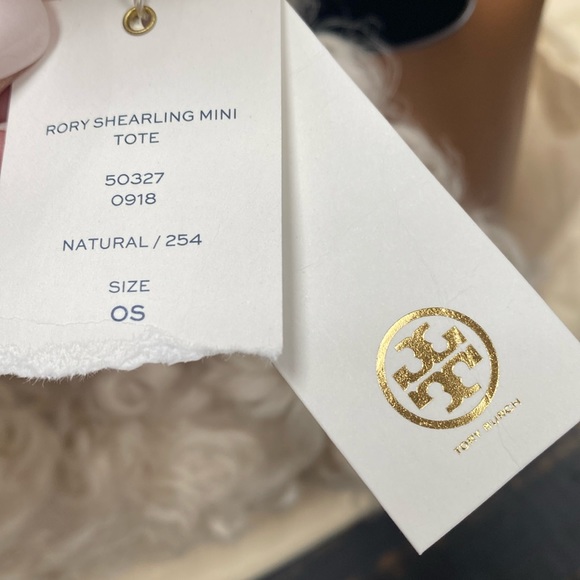 RORY SHEARLING MINI
TOTE
50327
0918
NATURAL / 254
SIZE
OS
TORY BURCH